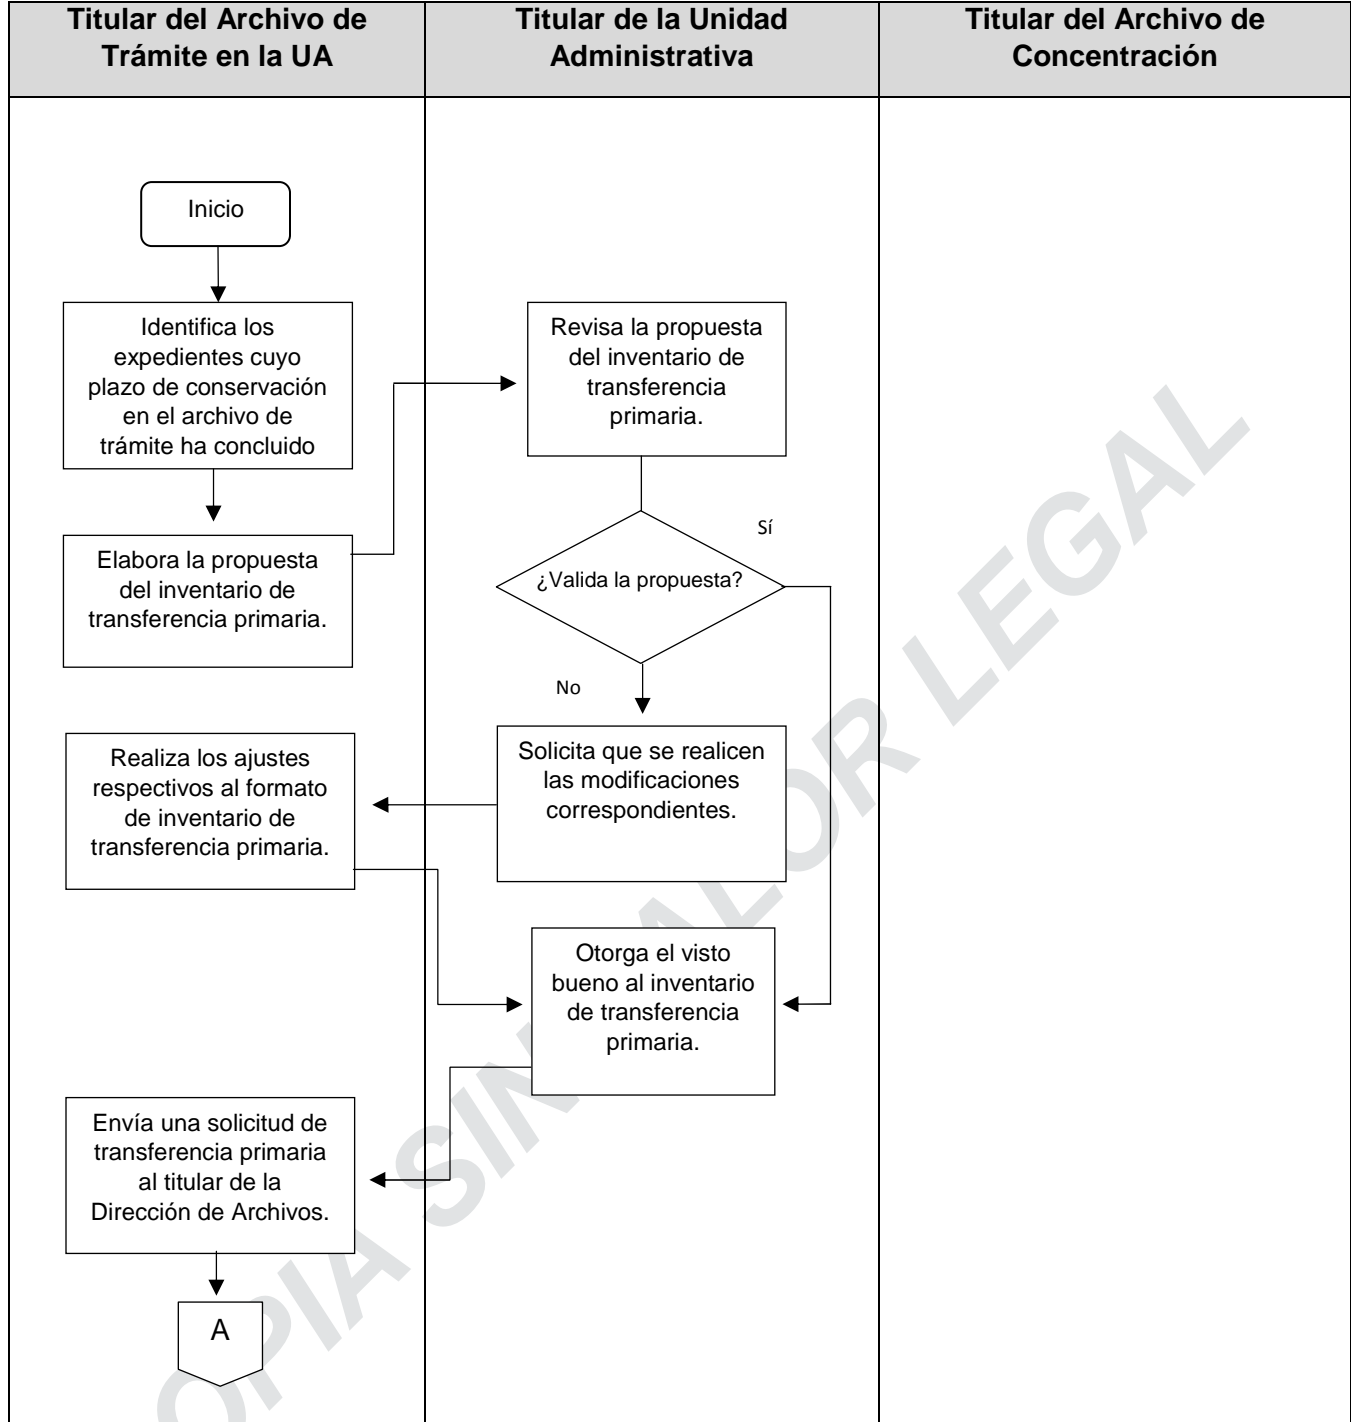 Titular del Archivo de
Trámite en la UA
Titular de la Unidad
Administrativa
Titular del Archivo de
Concentración
Inicio
Identifica los
expedientes cuyo
plazo de conservación
en el archivo de
trámite ha concluido
Revisa la propuesta
del inventario de
transferencia
primaria.
Elabora la propuesta
del inventario de
transferencia primaria.
¿Valida la propuesta?
Sí
No
Realiza los ajustes
respectivos al formato
de inventario de
transferencia primaria.
Solicita que se realicen
las modificaciones
correspondientes.
Otorga el visto
bueno al inventario
de transferencia
primaria.
Envía una solicitud de
transferencia primaria
al titular de la
Dirección de Archivos.
A
OPIA SIN ALOR LEGAL